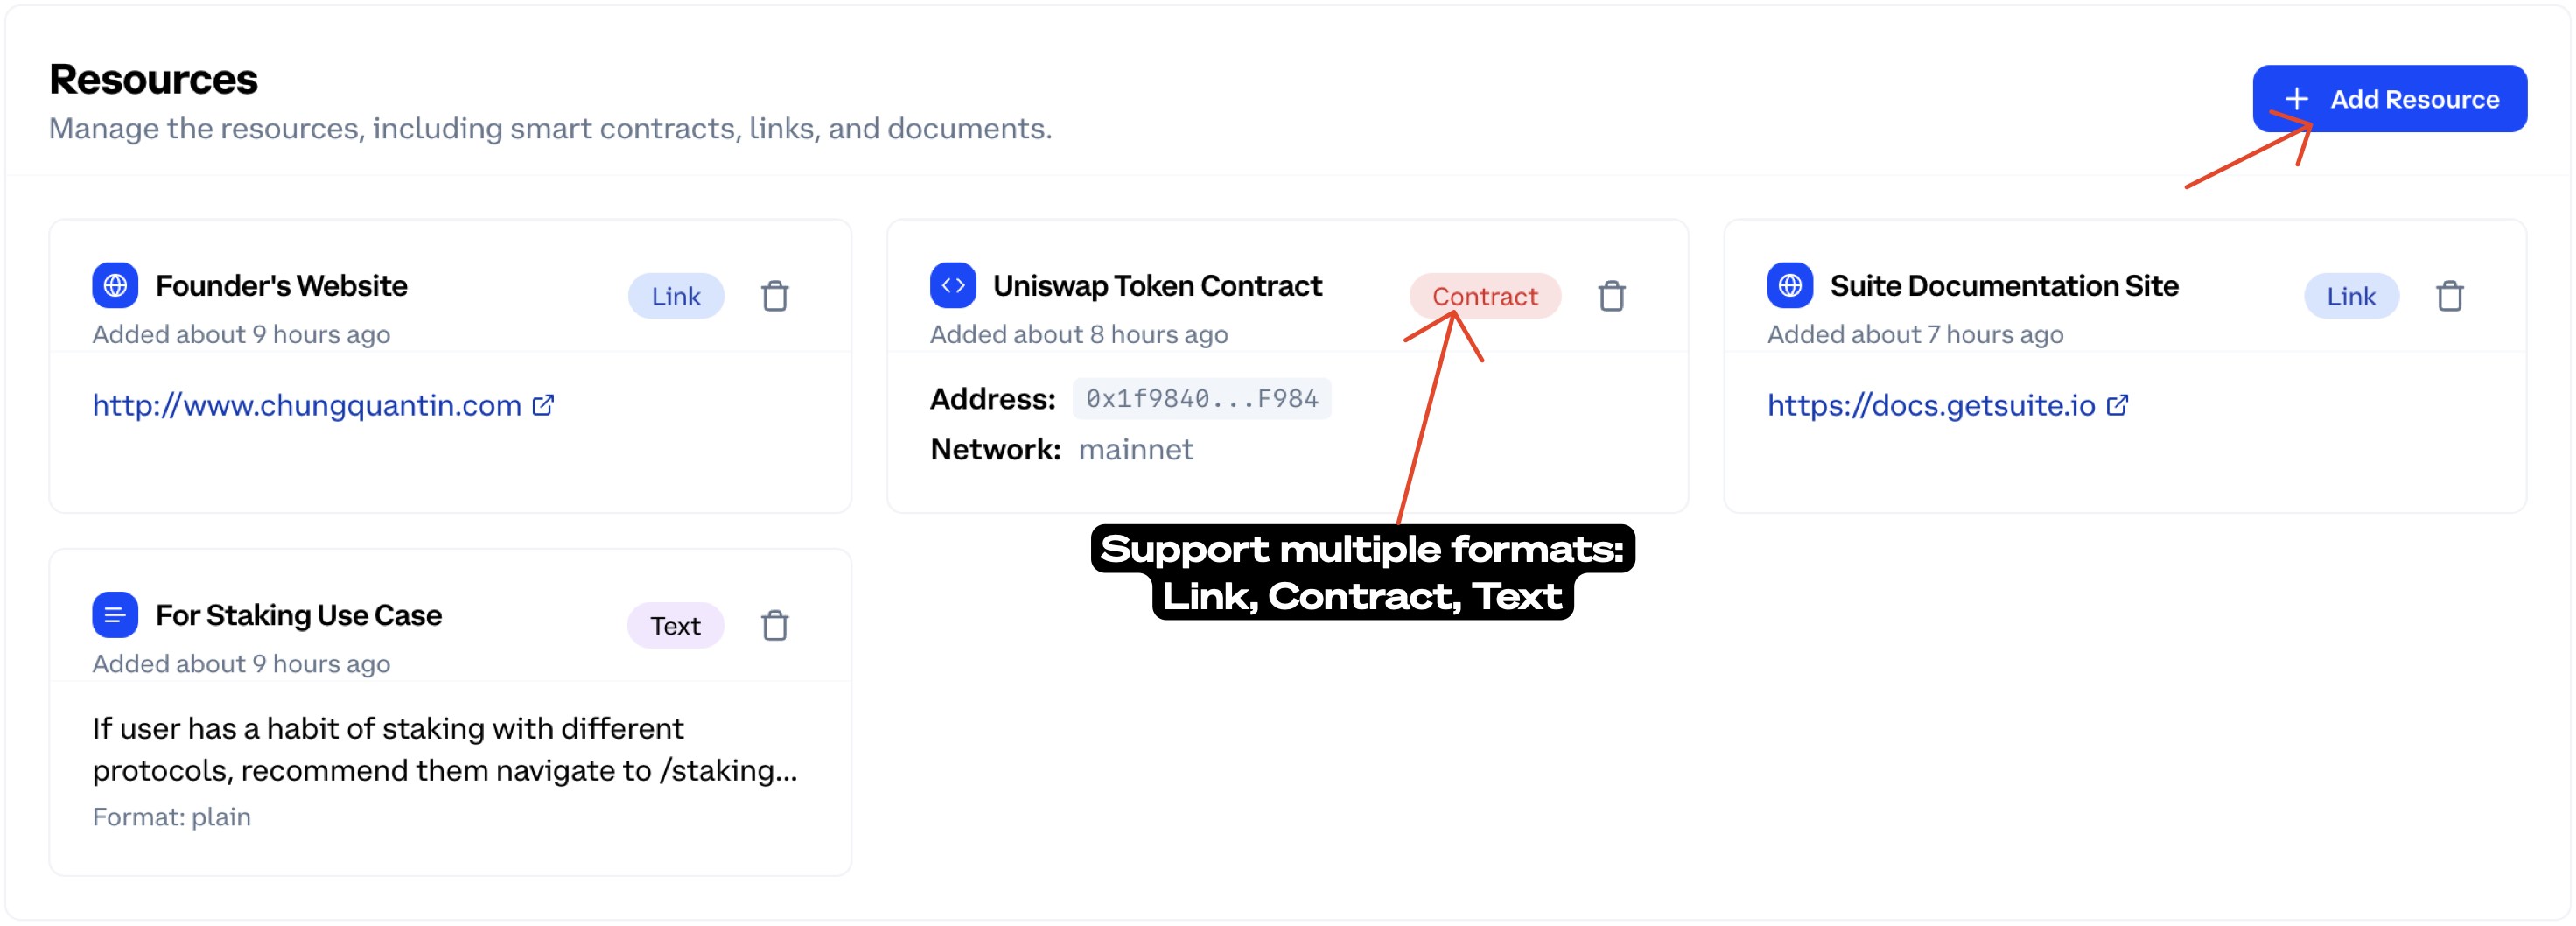 Resources
Manage the resources, including smart contracts, links, and documents.
Add Resource
Founder's Website
Link
Added about 9 hours ago
http://www.chungquantin.com
Uniswap Token Contract
Contract
Added about 8 hours ago
Address: 0x1f9840...F984
Network: mainnet
Suite Documentation Site
Link
Added about 7 hours ago
https://docs.getsuite.io
Support multiple formats:
Link, Contract, Text
For Staking Use Case
Text
Added about 9 hours ago
If user has a habit of staking with different
protocols, recommend them navigate to /staking...
Format: plain